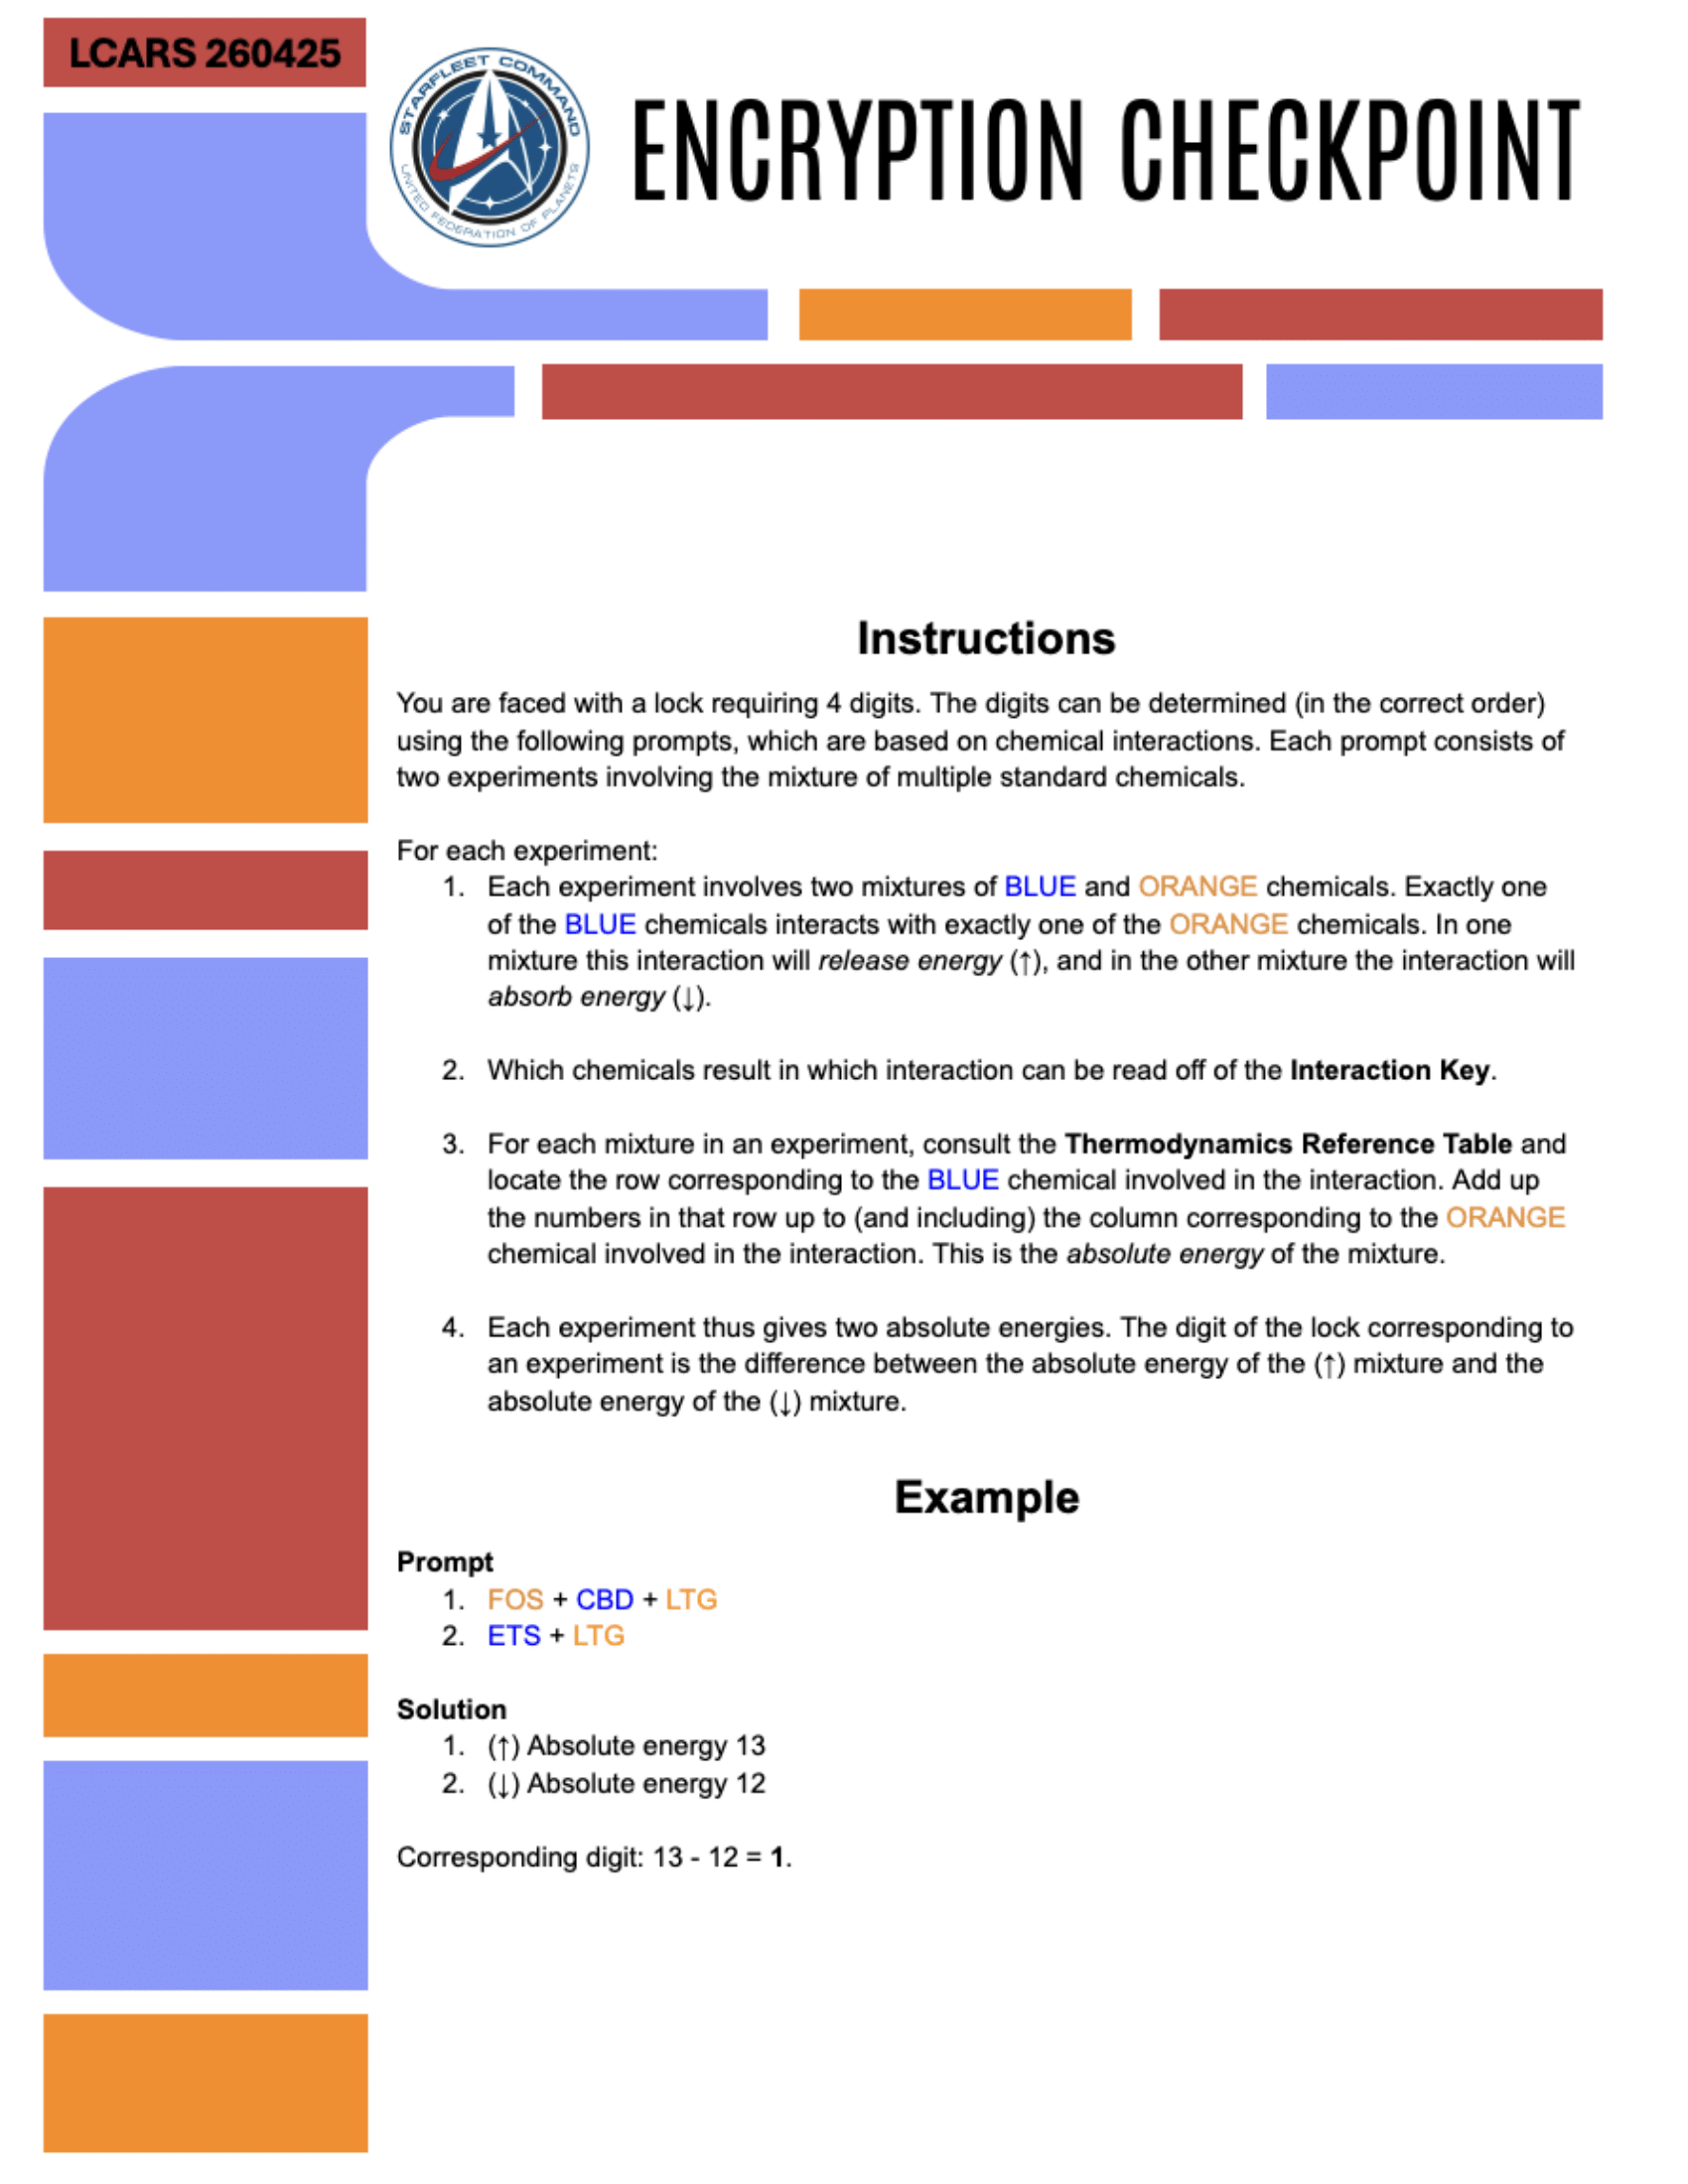 LCARS 260425
STARFLEET COMMAND
UNITED FEDERATION OF PLANETS
ENCRYPTION CHECKPOINT
Instructions
You are faced with a lock requiring 4 digits. The digits can be determined (in the correct order)
using the following prompts, which are based on chemical interactions. Each prompt consists of
two experiments involving the mixture of multiple standard chemicals.
For each experiment:
1. Each experiment involves two mixtures of BLUE and ORANGE chemicals. Exactly one
of the BLUE chemicals interacts with exactly one of the ORANGE chemicals. In one
mixture this interaction will release energy (↑), and in the other mixture the interaction will
absorb energy (↓).
2. Which chemicals result in which interaction can be read off of the Interaction Key.
3. For each mixture in an experiment, consult the Thermodynamics Reference Table and
locate the row corresponding to the BLUE chemical involved in the interaction. Add up
the numbers in that row up to (and including) the column corresponding to the ORANGE
chemical involved in the interaction. This is the absolute energy of the mixture.
4. Each experiment thus gives two absolute energies. The digit of the lock corresponding to
an experiment is the difference between the absolute energy of the (↑) mixture and the
absolute energy of the (↓) mixture.
Example
Prompt
1. FOS + CBD + LTG
2. ETS + LTG
Solution
1. (↑) Absolute energy 13
2. (↓) Absolute energy 12
Corresponding digit: 13 - 12 = 1.